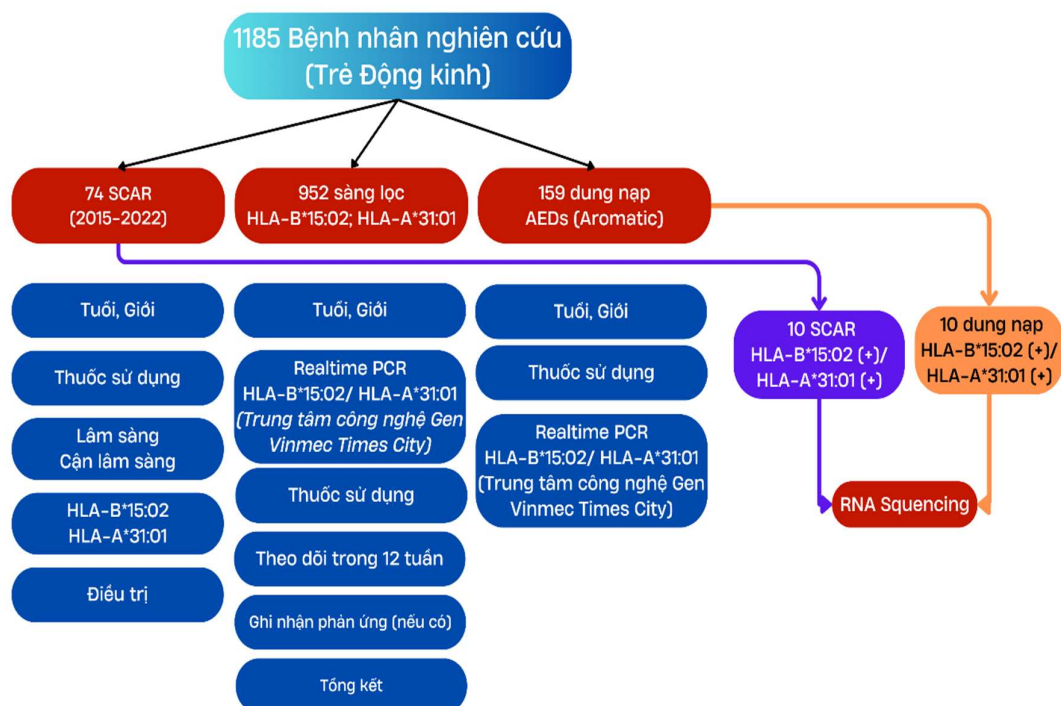 1185 Bệnh nhân nghiên cứu
(Trẻ Động kinh)
74 SCAR
(2015-2022)
952 sàng lọc
HLA-B*15:02; HLA-A*31:01
159 dung nạp
AEDs (Aromatic)
Tuổi, Giới
Thuốc sử dụng
Lâm sàng
Cận lâm sàng
HLA-B*15:02
HLA-A*31:01
Điều trị
Tuổi, Giới
Realtime PCR
HLA-B*15:02/ HLA-A*31:01
(Trung tâm công nghệ Gen
Vinmec Times City)
Thuốc sử dụng
Theo dõi trong 12 tuần
Ghi nhận phản ứng (nếu có)
Tổng kết
Tuổi, Giới
Thuốc sử dụng
Realtime PCR
HLA-B*15:02/ HLA-A*31:01
(Trung tâm công nghệ Gen
Vinmec Times City)
10 SCAR
HLA-B*15:02 (+)/
HLA-A*31:01 (+)
10 dung nạp
HLA-B*15:02 (+)/
HLA-A*31:01 (+)
RNA Squencing